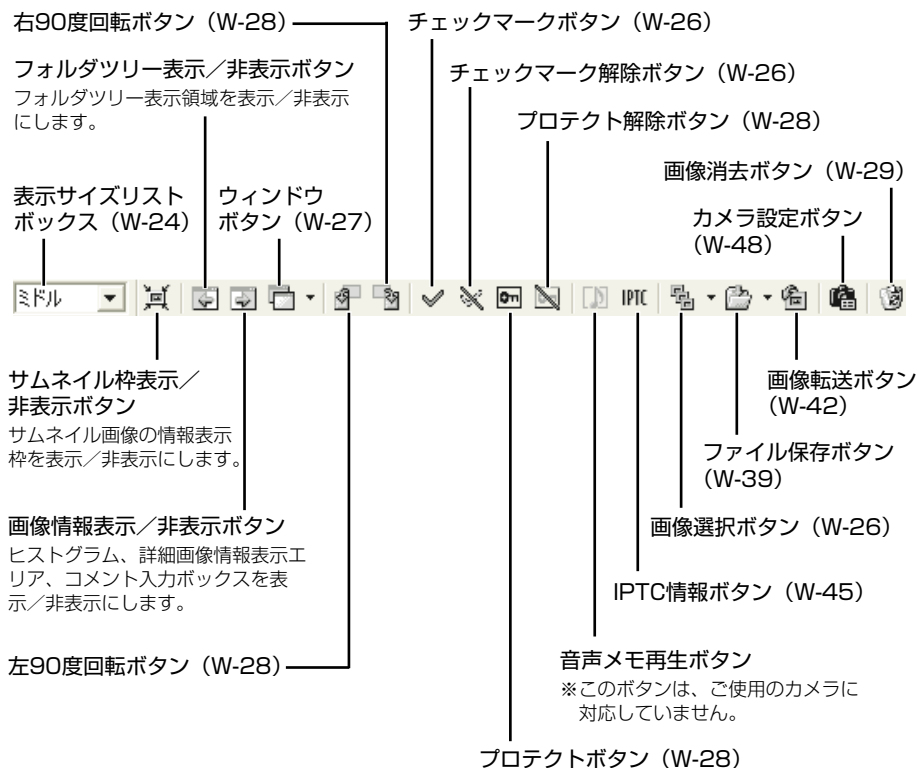 右90度回転ボタン（W-28）
チェックマークボタン（W-26）
フォルダツリー表示／非表示ボタン
フォルダツリー表示領域を表示／非表示
にします。
チェックマーク解除ボタン（W-26）
プロテクト解除ボタン（W-28）
画像消去ボタン（W-29）
表示サイズリスト
ボックス（W-24）
ウィンドウ
ボタン（W-27）
カメラ設定ボタン
（W-48）
ミドル
IPTC
サムネイル枠表示／
非表示ボタン
サムネイル画像の情報表示
枠を表示／非表示にします。
画像転送ボタン
（W-42）
ファイル保存ボタン
（W-39）
画像情報表示／非表示ボタン
ヒストグラム、詳細画像情報表示エ
リア、コメント入力ボックスを表
示／非表示にします。
画像選択ボタン（W-26）
IPTC情報ボタン（W-45）
左90度回転ボタン（W-28）
音声メモ再生ボタン
※このボタンは、ご使用のカメラに
対応していません。
プロテクトボタン（W-28）